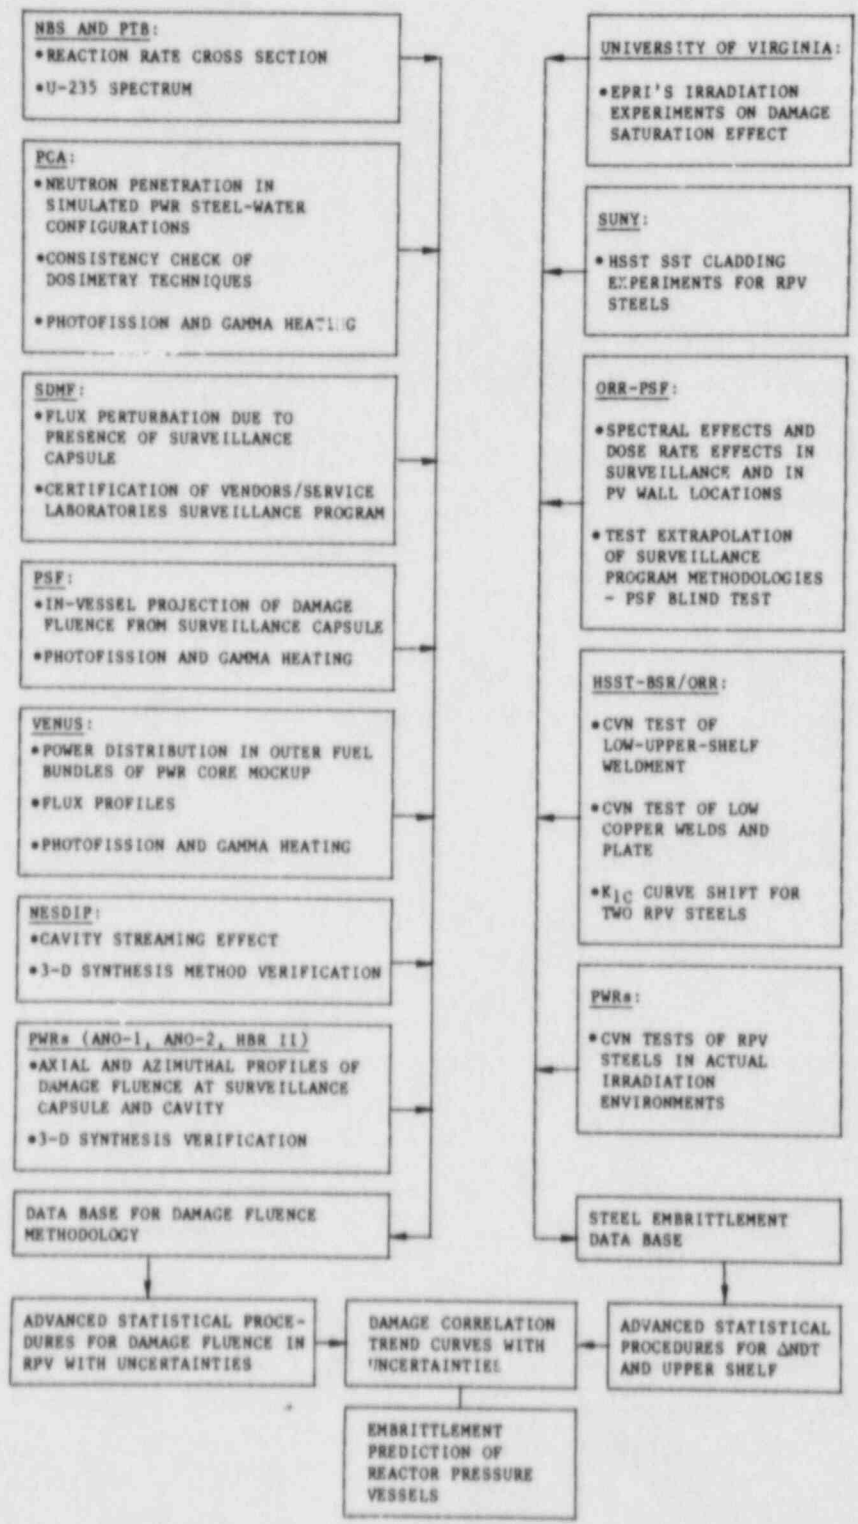 NBS AND PTB:
•REACTION RATE CROSS SECTION
•U-235 SPECTRUM
PCA:
•NEUTRON PENETRATION IN
SIMULATED PWR STEEL-WATER
CONFIGURATIONS
•CONSISTENCY CHECK OF
DOSIMETRY TECHNIQUES
•PHOTOFISSION AND GAMMA HEATING
SDMF:
•FLUX PERTURBATION DUE TO
PRESENCE OF SURVEILLANCE
CAPSULE
•CERTIFICATION OF VENDORS/SERVICE
LABORATORIES SURVEILLANCE PROGRAM
PSF:
•IN-VESSEL PROJECTION OF DAMAGE
FLUENCE FROM SURVEILLANCE CAPSULE
•PHOTOFISSION AND GAMMA HEATING
VENUS:
•POWER DISTRIBUTION IN OUTER FUEL
BUNDLES OF PWR CORE MOCKUP
•FLUX PROFILES
•PHOTOFISSION AND GAMMA HEATING
NESDIP:
•CAVITY STREAMING EFFECT
•3-D SYNTHESIS METHOD VERIFICATION
PWRs (ANO-1, ANO-2, HBR II)
•AXIAL AND AZIMUTHAL PROFILES OF
DAMAGE FLUENCE AT SURVEILLANCE
CAPSULE AND CAVITY
•3-D SYNTHESIS VERIFICATION
DATA BASE FOR DAMAGE FLUENCE
METHODOLOGY
ADVANCED STATISTICAL PROCE-
DURES FOR DAMAGE FLUENCE IN
RPV WITH UNCERTAINTIES
UNIVERSITY OF VIRGINIA:
•EPRI'S IRRADIATION
EXPERIMENTS ON DAMAGE
SATURATION EFFECT
SUNY:
•HSST SST CLADDING
EXPERIMENTS FOR RPV
STEELS
ORR-PSF:
•SPECTRAL EFFECTS AND
DOSE RATE EFFECTS IN
SURVEILLANCE AND IN
PV WALL LOCATIONS
•TEST EXTRAPOLATION
OF SURVEILLANCE
PROGRAM METHODOLOGIES
- PSF BLIND TEST
HSST-BSR/ORR:
•CVN TEST OF
LOW-UPPER-SHELF
WELDMENT
•CVN TEST OF LOW
COPPER WELDS AND
PLATE
•K1C CURVE SHIFT FOR
TWO RPV STEELS
PWRs:
•CVN TESTS OF RPV
STEELS IN ACTUAL
IRRADIATION
ENVIRONMENTS
STEEL EMBRITTLEMENT
DATA BASE
ADVANCED STATISTICAL
PROCEDURES FOR ΔNDT
AND UPPER SHELF
DAMAGE CORRELATION
TREND CURVES WITH
UNCERTAINTIES
EMBRITTLEMENT
PREDICTION OF
REACTOR PRESSURE
VESSELS